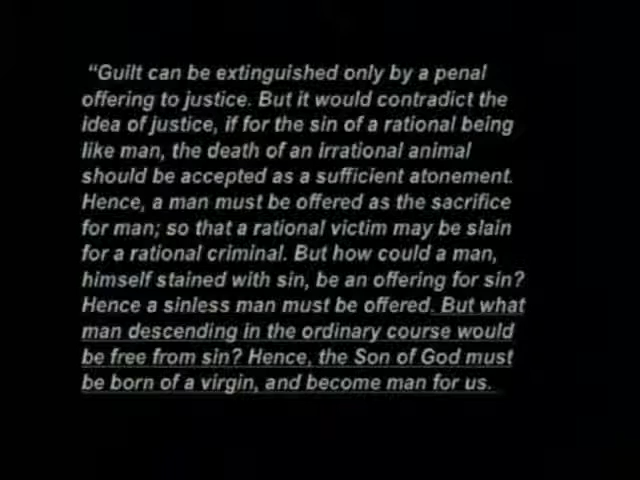 “Guilt can be extinguished only by a penal
offering to justice. But it would contradict the
idea of justice, if for the sin of a rational being
like man, the death of an irrational animal
should be accepted as a sufficient atonement.
Hence, a man must be offered as the sacrifice
for man; so that a rational victim may be slain
for a rational criminal. But how could a man,
himself stained with sin, be an offering for sin?
Hence a sinless man must be offered. But what
man descending in the ordinary course would
be free from sin? Hence, the Son of God must
be born of a virgin, and become man for us.